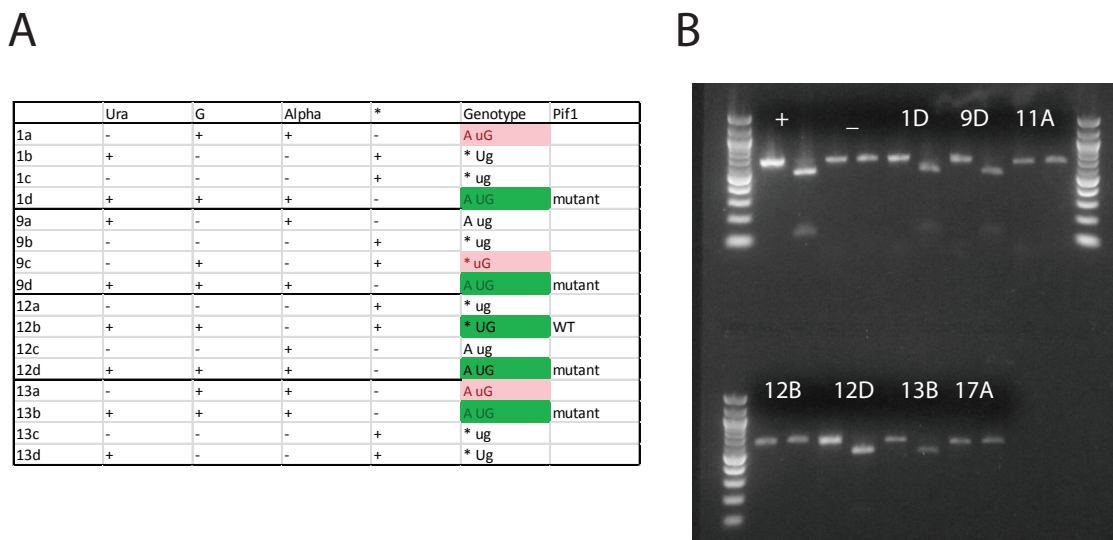 A
B
Ura G Alpha * Genotype Pif1
1a - + + - A uG
1b + - - + * Ug
1c - - - + * ug
1d + + + - A UG mutant
9a + - + - A ug
9b - - - + * ug
9c - + - + * uG
9d + + + - A UG mutant
12a - - - + * ug
12b + + - + * UG WT
12c - - + - A ug
12d + + + - A UG mutant
13a - + + - A uG
13b + + + - A UG mutant
13c - - - + * ug
13d + - - + * Ug
+ – 1D 9D 11A
12B 12D 13B 17A